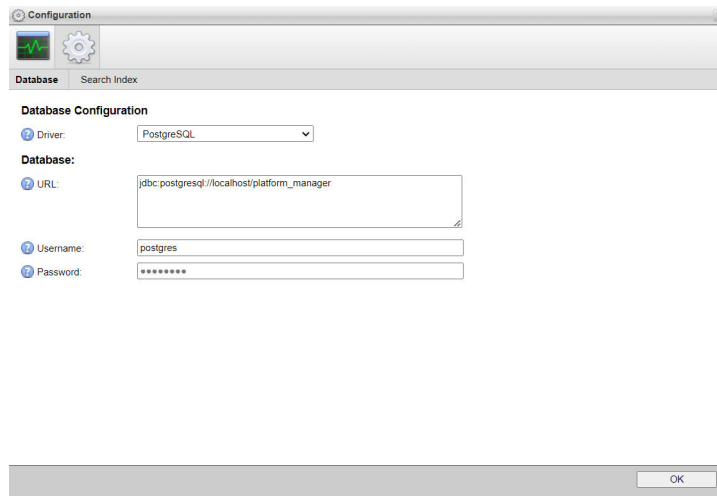 Configuration
Database Search Index
Database Configuration
Driver: PostgreSQL
Database:
URL: jdbc:postgresql://localhost/platform_manager
Username: postgres
Password: ●●●●●●●●
OK